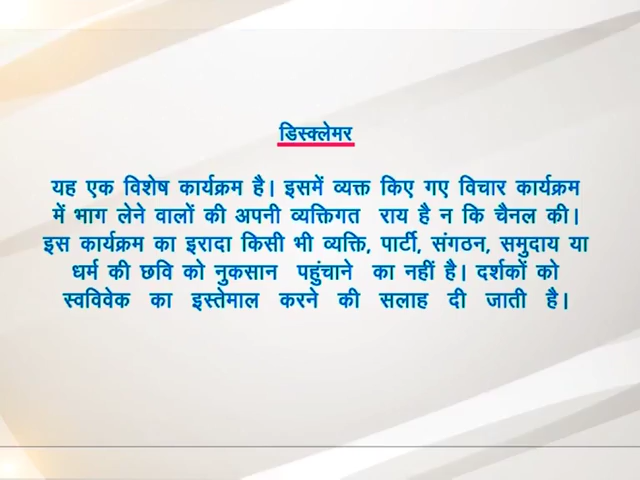 डिस्क्लेमर
यह एक विशेष कार्यक्रम है। इसमें व्यक्त किए गए विचार कार्यक्रम
में भाग लेने वालों की अपनी व्यक्तिगत राय है न कि चैनल की।
इस कार्यक्रम का इरादा किसी भी व्यक्ति, पार्टी, संगठन, समुदाय या
धर्म की छवि को नुकसान पहुंचाने का नहीं है। दर्शकों को
स्वविवेक का इस्तेमाल करने की सलाह दी जाती है।